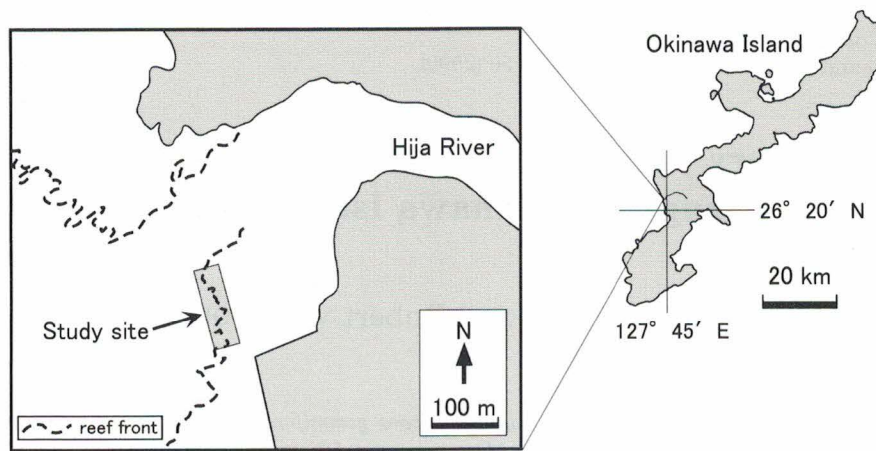 Okinawa Island
Hija River
26° 20′ N
20 km
127° 45′ E
Study site
N
100 m
reef front